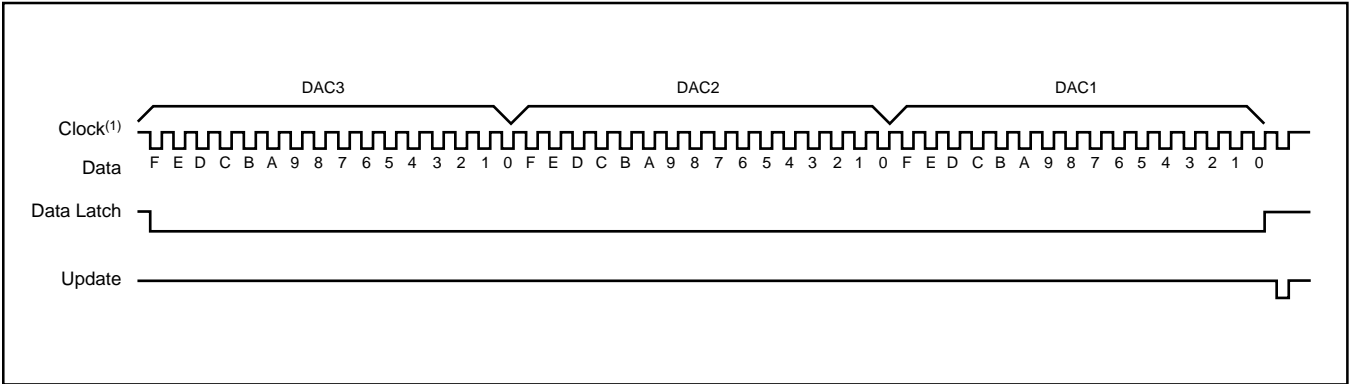 DAC3 DAC2 DAC1
Clock(1)
Data F E D C B A 9 8 7 6 5 4 3 2 1 0 F E D C B A 9 8 7 6 5 4 3 2 1 0 F E D C B A 9 8 7 6 5 4 3 2 1 0
Data Latch
Update